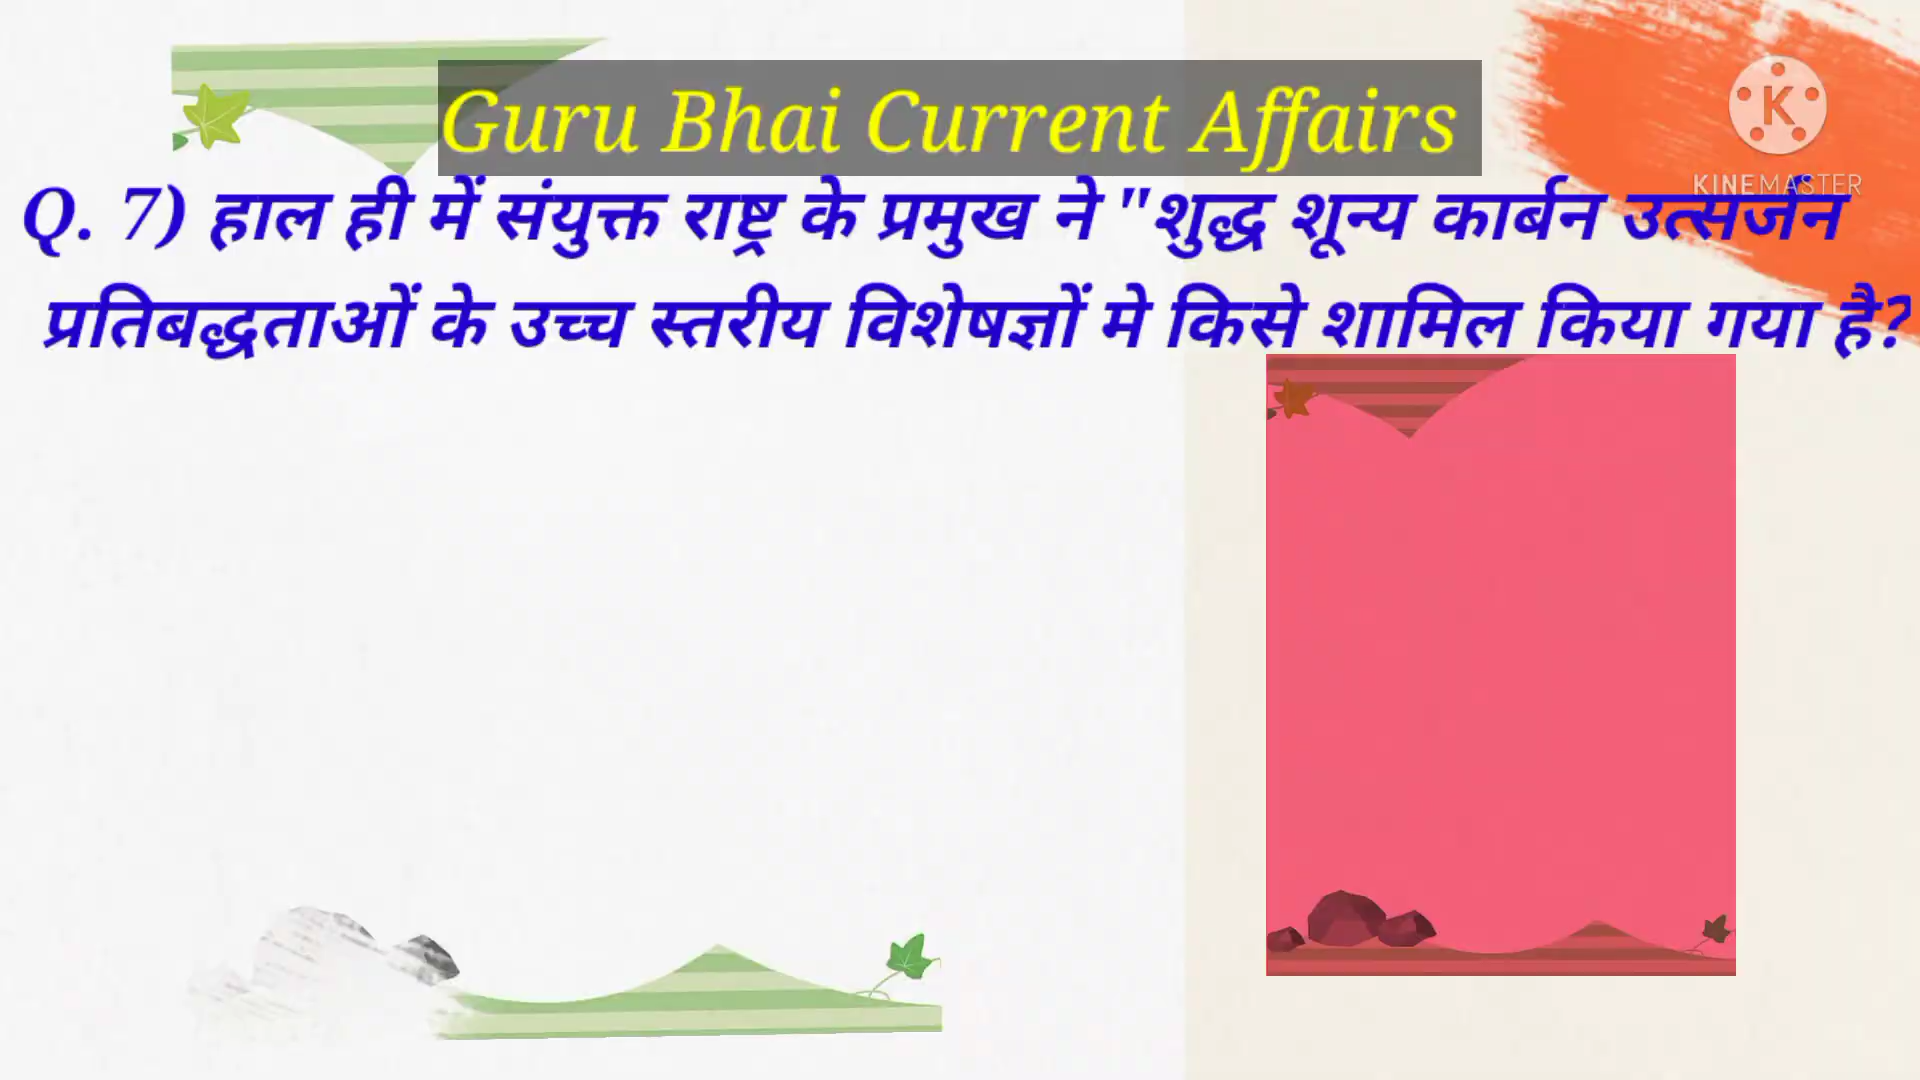 Guru Bhai Current Affairs
KINEMASTER
Q. 7) हाल ही में संयुक्त राष्ट्र के प्रमुख ने "शुद्ध शून्य कार्बन उत्सर्जन
प्रतिबद्धताओं के उच्च स्तरीय विशेषज्ञों मे किसे शामिल किया गया है?